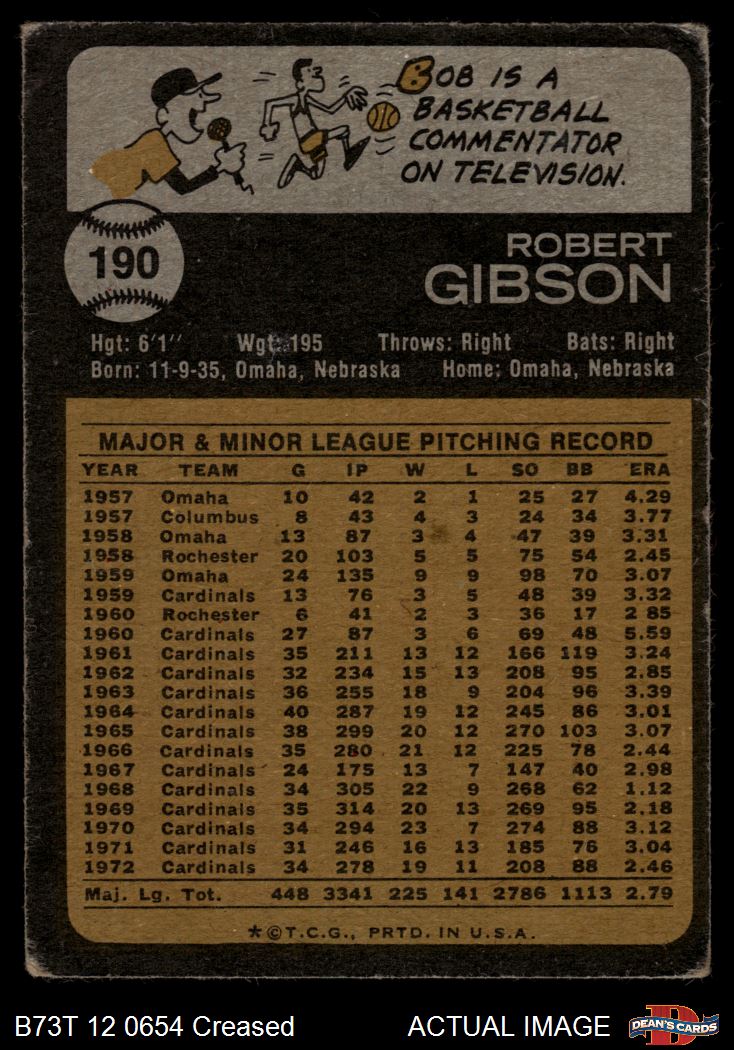 BOB IS A
BASKETBALL
COMMENTATOR
ON TELEVISION.
190
ROBERT
GIBSON
Hgt: 6'1" Wgt: 195 Throws: Right Bats: Right
Born: 11-9-35, Omaha, Nebraska Home: Omaha, Nebraska
MAJOR & MINOR LEAGUE PITCHING RECORD
YEAR TEAM G IP W L SO BB ERA
1957 Omaha 10 42 2 1 25 27 4.29
1957 Columbus 8 43 4 3 24 34 3.77
1958 Omaha 13 87 3 4 47 39 3.31
1958 Rochester 20 103 5 5 75 54 2.45
1959 Omaha 24 135 9 9 98 70 3.07
1959 Cardinals 13 76 3 5 48 39 3.32
1960 Rochester 6 41 2 3 36 17 2 85
1960 Cardinals 27 87 3 6 69 48 5.59
1961 Cardinals 35 211 13 12 166 119 3.24
1962 Cardinals 32 234 15 13 208 95 2.85
1963 Cardinals 36 255 18 9 204 96 3.39
1964 Cardinals 40 287 19 12 245 86 3.01
1965 Cardinals 38 299 20 12 270 103 3.07
1966 Cardinals 35 280 21 12 225 78 2.44
1967 Cardinals 24 175 13 7 147 40 2.98
1968 Cardinals 34 305 22 9 268 62 1.12
1969 Cardinals 35 314 20 13 269 95 2.18
1970 Cardinals 34 294 23 7 274 88 3.12
1971 Cardinals 31 246 16 13 185 76 3.04
1972 Cardinals 34 278 19 11 208 88 2.46
Maj. Lg. Tot. 448 3341 225 141 2786 1113 2.79
*©T.C.G., PRTD. IN U.S.A.
B73T 12 0654 Creased ACTUAL IMAGE
D
DEAN'S CARDS